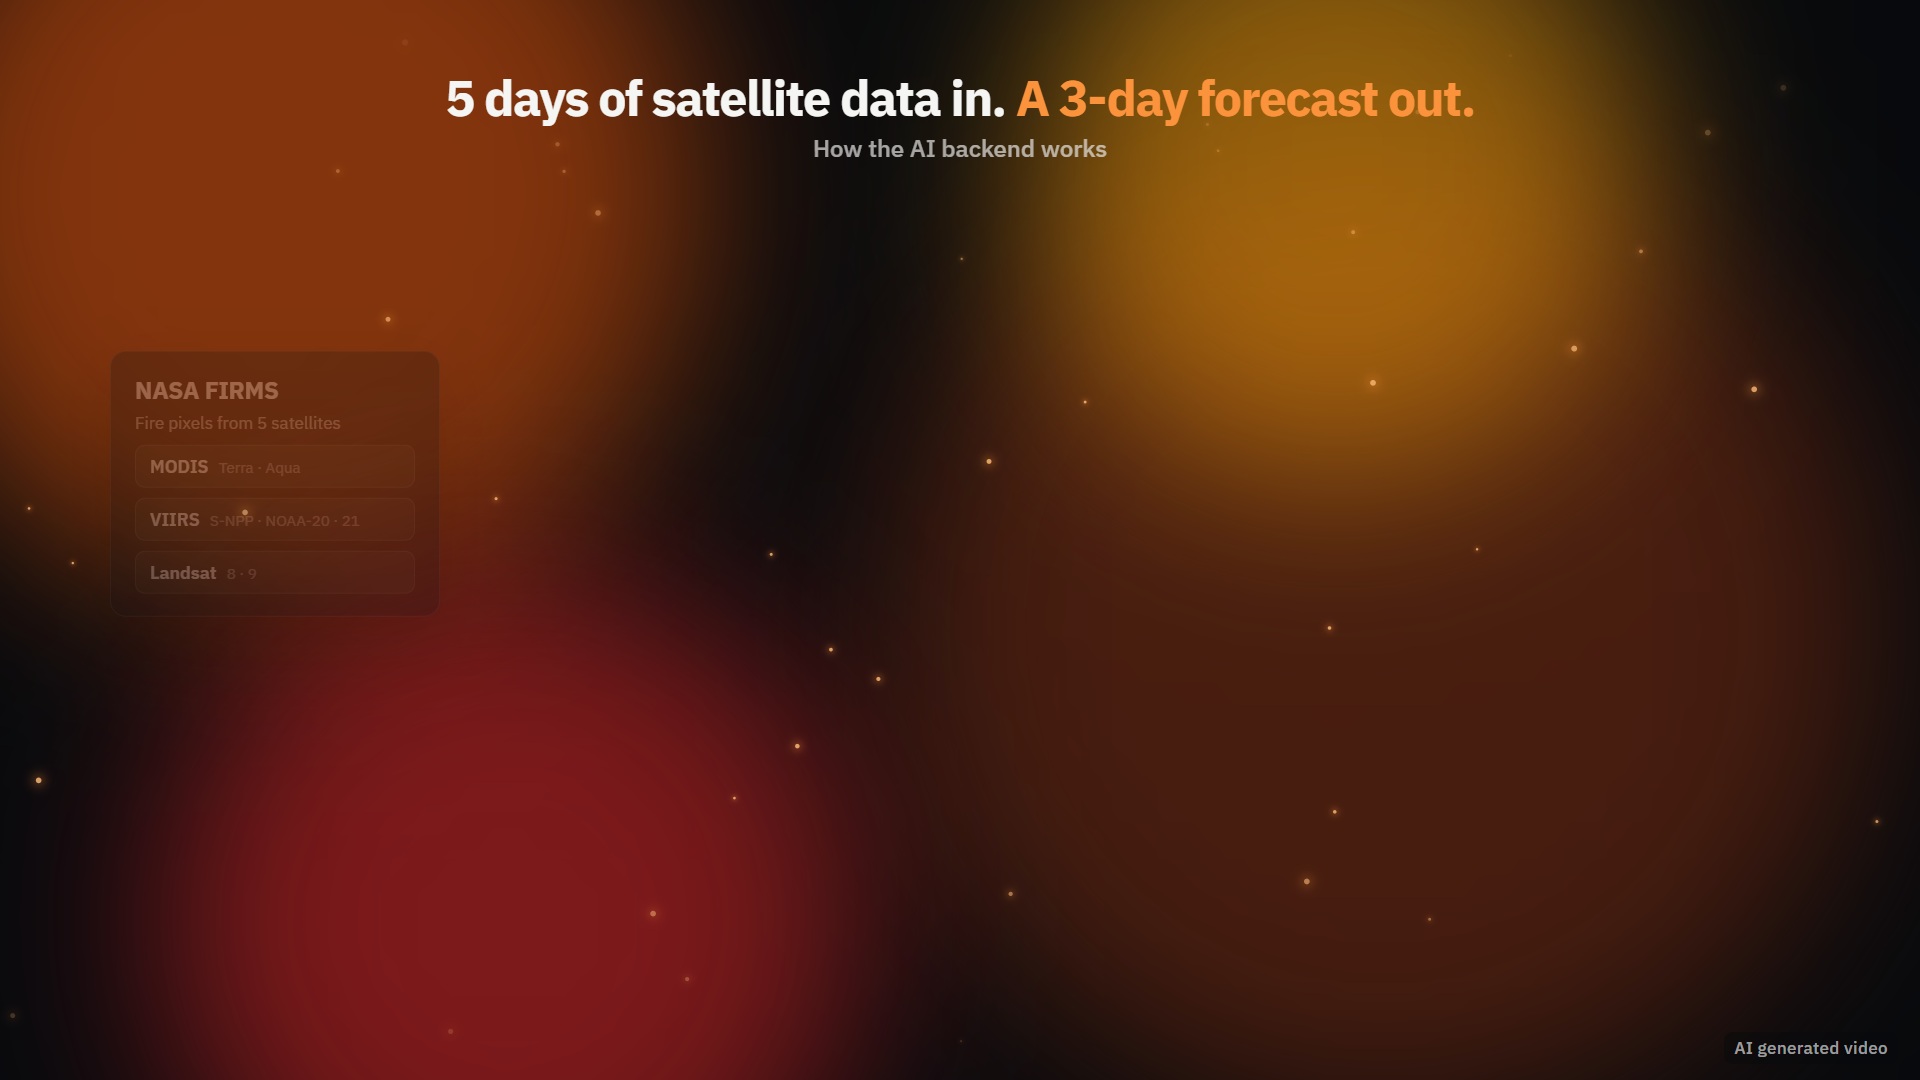 5 days of satellite data in. A 3-day forecast out.
How the AI backend works
NASA FIRMS
Fire pixels from 5 satellites
MODIS Terra · Aqua
VIIRS S-NPP · NOAA-20 · 21
Landsat 8 · 9
AI generated video